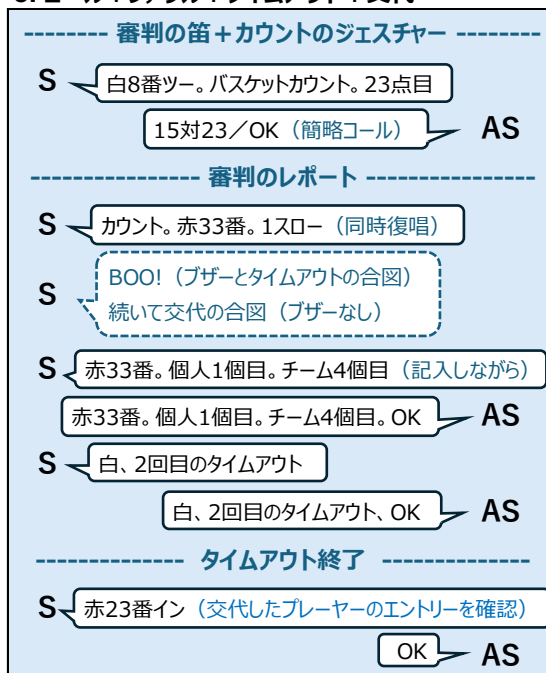 -------- 審判の笛＋カウントのジェスチャー --------
S 白8番ツー。バスケットカウント。23点目
15対23／OK（簡略コール） AS
---------------- 審判のレポート ----------------
S カウント。赤33番。1スロー（同時復唱）
S BOO!（ブザーとタイムアウトの合図）
続いて交代の合図（ブザーなし）
S 赤33番。個人1個目。チーム4個目（記入しながら）
赤33番。個人1個目。チーム4個目。OK AS
S 白、2回目のタイムアウト
白、2回目のタイムアウト、OK AS
-------------- タイムアウト終了 --------------
S 赤23番イン（交代したプレーヤーのエントリーを確認）
OK AS